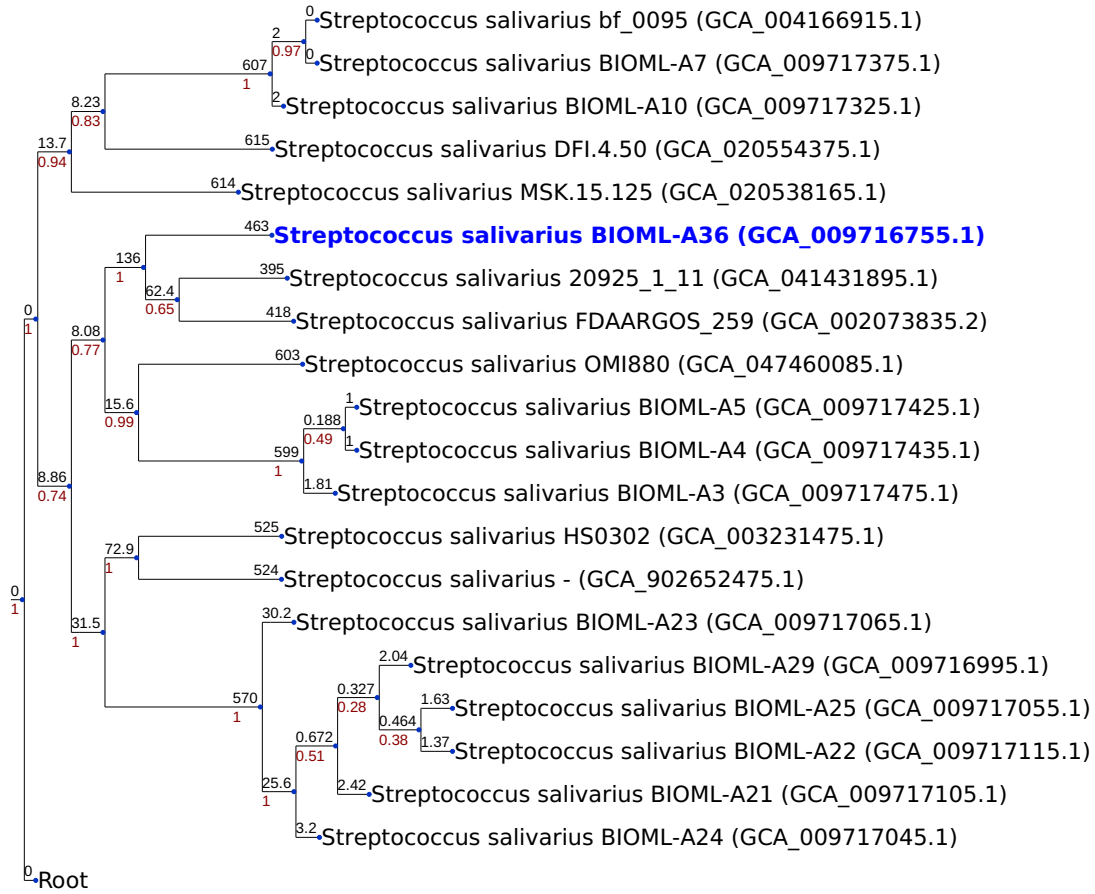 0
Streptococcus salivarius bf_0095 (GCA_004166915.1)
2
0.97
0
Streptococcus salivarius BIOML-A7 (GCA_009717375.1)
607
1
2
Streptococcus salivarius BIOML-A10 (GCA_009717325.1)
8.23
0.83
615
Streptococcus salivarius DFI.4.50 (GCA_020554375.1)
13.7
0.94
614
Streptococcus salivarius MSK.15.125 (GCA_020538165.1)
463
Streptococcus salivarius BIOML-A36 (GCA_009716755.1)
136
1
395
Streptococcus salivarius 20925_1_11 (GCA_041431895.1)
62.4
0.65
418
Streptococcus salivarius FDAARGOS_259 (GCA_002073835.2)
0
1
8.08
0.77
603
Streptococcus salivarius OMI880 (GCA_047460085.1)
15.6
0.99
1
Streptococcus salivarius BIOML-A5 (GCA_009717425.1)
0.188
0.49
1
Streptococcus salivarius BIOML-A4 (GCA_009717435.1)
599
1
1.81
Streptococcus salivarius BIOML-A3 (GCA_009717475.1)
8.86
0.74
525
Streptococcus salivarius HS0302 (GCA_003231475.1)
72.9
1
524
Streptococcus salivarius - (GCA_902652475.1)
0
1
31.5
1
30.2
Streptococcus salivarius BIOML-A23 (GCA_009717065.1)
2.04
Streptococcus salivarius BIOML-A29 (GCA_009716995.1)
570
1
0.327
0.28
1.63
Streptococcus salivarius BIOML-A25 (GCA_009717055.1)
0.464
0.38
1.37
Streptococcus salivarius BIOML-A22 (GCA_009717115.1)
0.672
0.51
2.42
Streptococcus salivarius BIOML-A21 (GCA_009717105.1)
25.6
1
3.2
Streptococcus salivarius BIOML-A24 (GCA_009717045.1)
0
Root